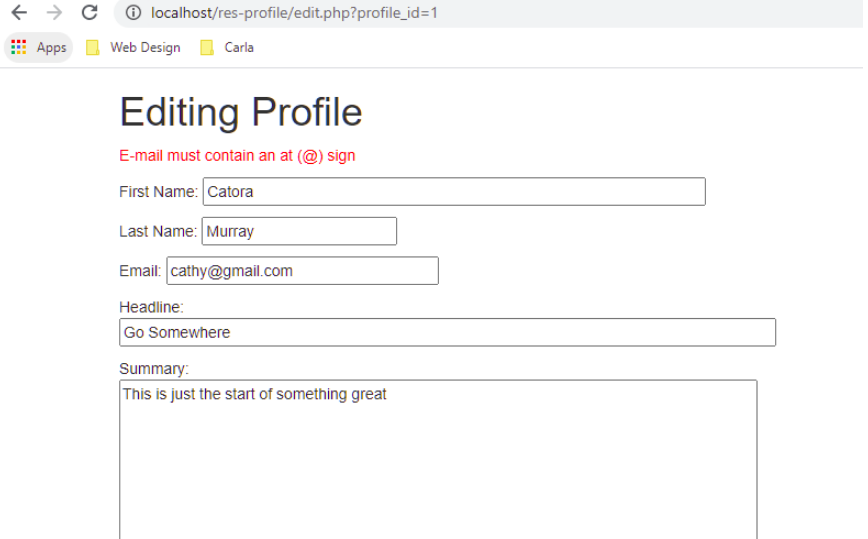 localhost/res-profile/edit.php?profile_id=1
Apps Web Design Carla
Editing Profile
E-mail must contain an at (@) sign
First Name: Catora
Last Name: Murray
Email: cathy@gmail.com
Headline:
Go Somewhere
Summary:
This is just the start of something great